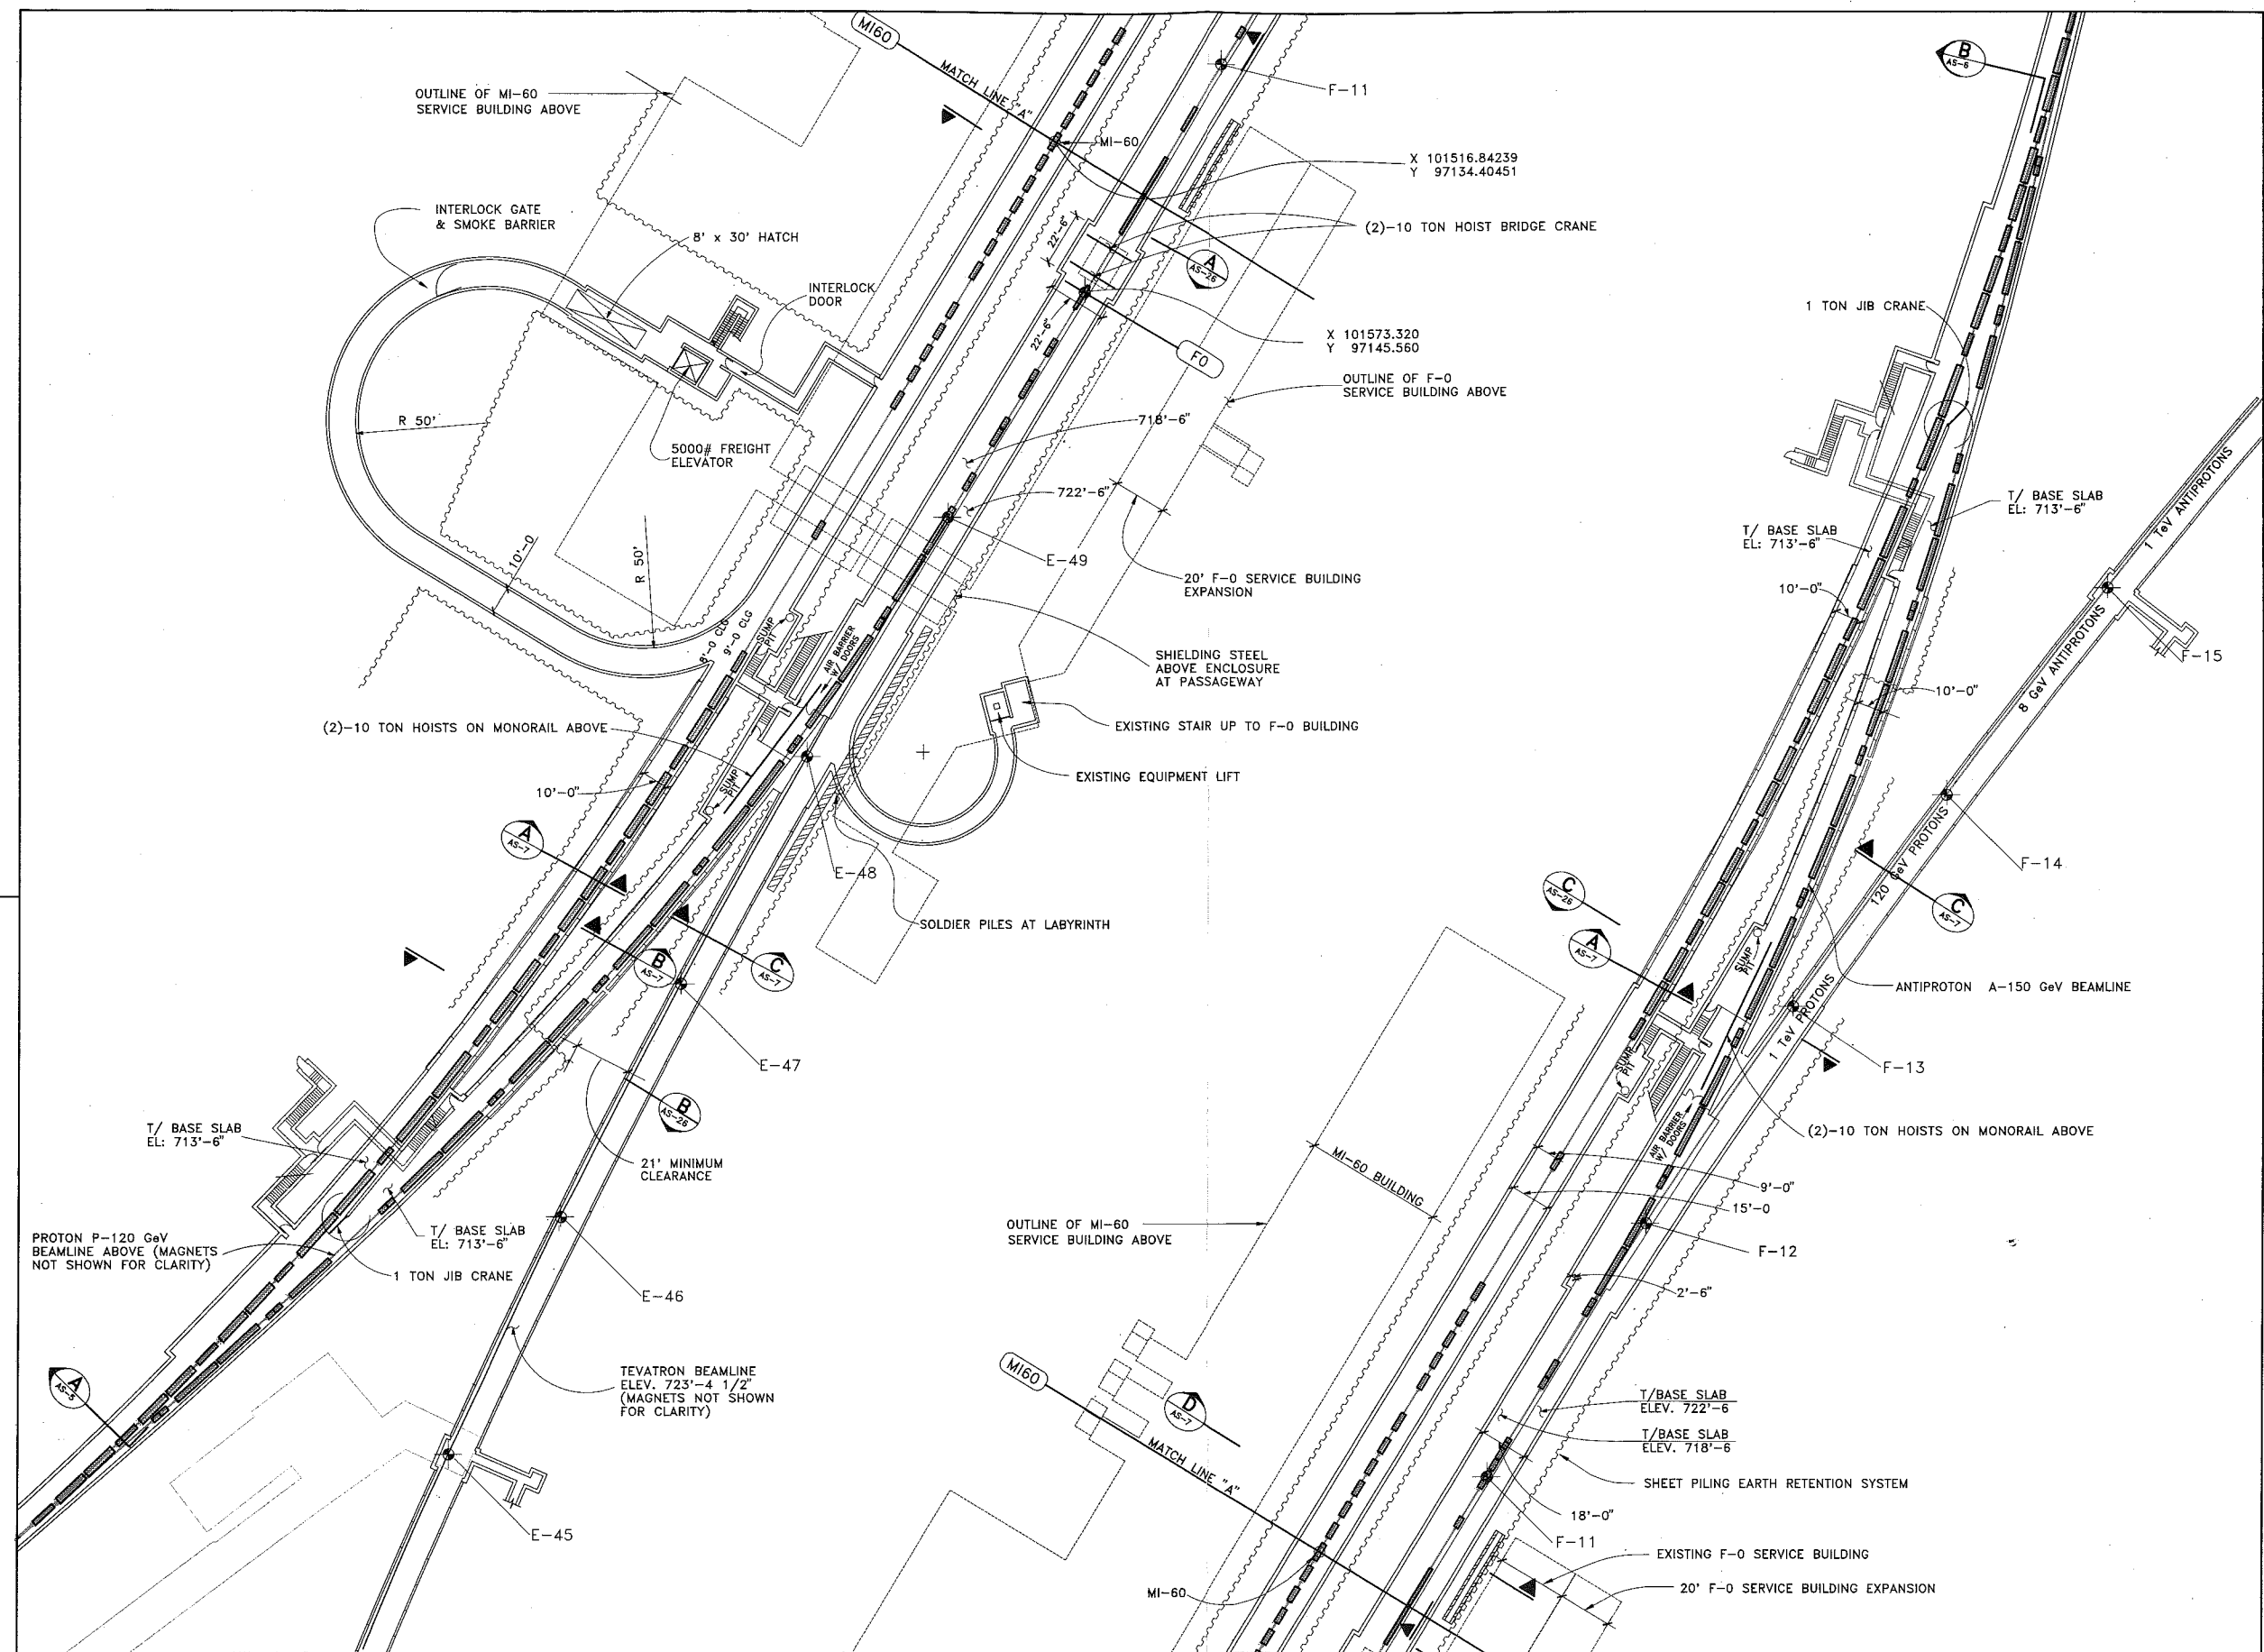 MI60
MATCH LINE "A"
OUTLINE OF MI-60
SERVICE BUILDING ABOVE
F-11
MI-60
X 101516.84239
Y 97134.40451
(2)-10 TON HOIST BRIDGE CRANE
A
AS-26
INTERLOCK GATE
& SMOKE BARRIER
8' x 30' HATCH
INTERLOCK
DOOR
22'-6"
22'-6"
X 101573.320
Y 97145.560
F0
OUTLINE OF F-0
SERVICE BUILDING ABOVE
R 50'
5000# FREIGHT
ELEVATOR
718'-6"
722'-6"
E-49
10'-0
R 50'
20' F-0 SERVICE BUILDING
EXPANSION
8'-0 CLG
9'-0 CLG
SUMP
PIT
AIR BARRIER
W/ DOORS
SHIELDING STEEL
ABOVE ENCLOSURE
AT PASSAGEWAY
(2)-10 TON HOISTS ON MONORAIL ABOVE
EXISTING STAIR UP TO F-0 BUILDING
EXISTING EQUIPMENT LIFT
10'-0"
SUMP
PIT
A
AS-7
E-48
SOLDIER PILES AT LABYRINTH
B
AS-7
C
AS-7
E-47
B
AS-26
21' MINIMUM
CLEARANCE
T/ BASE SLAB
EL: 713'-6"
PROTON P-120 GeV
BEAMLINE ABOVE (MAGNETS
NOT SHOWN FOR CLARITY)
T/ BASE SLAB
EL: 713'-6"
1 TON JIB CRANE
E-46
A
AS-5
TEVATRON BEAMLINE
ELEV. 723'-4 1/2"
(MAGNETS NOT SHOWN
FOR CLARITY)
E-45
B
AS-6
1 TON JIB CRANE
T/ BASE SLAB
EL: 713'-6"
T/ BASE SLAB
EL: 713'-6"
1 TeV ANTIPROTONS
10'-0"
8 GeV ANTIPROTONS
F-15
10'-0"
120 GeV PROTONS
F-14
C
AS-26
A
AS-7
C
AS-7
SUMP
PIT
1 TeV PROTONS
ANTIPROTON A-150 GeV BEAMLINE
SUMP
PIT
F-13
AIR BARRIER
W/ DOORS
(2)-10 TON HOISTS ON MONORAIL ABOVE
MI-60 BUILDING
9'-0"
15'-0
OUTLINE OF MI-60
SERVICE BUILDING ABOVE
F-12
2'-6"
MI60
D
AS-7
MATCH LINE "A"
T/BASE SLAB
ELEV. 722'-6
T/BASE SLAB
ELEV. 718'-6
SHEET PILING EARTH RETENTION SYSTEM
18'-0"
F-11
EXISTING F-0 SERVICE BUILDING
MI-60
20' F-0 SERVICE BUILDING EXPANSION